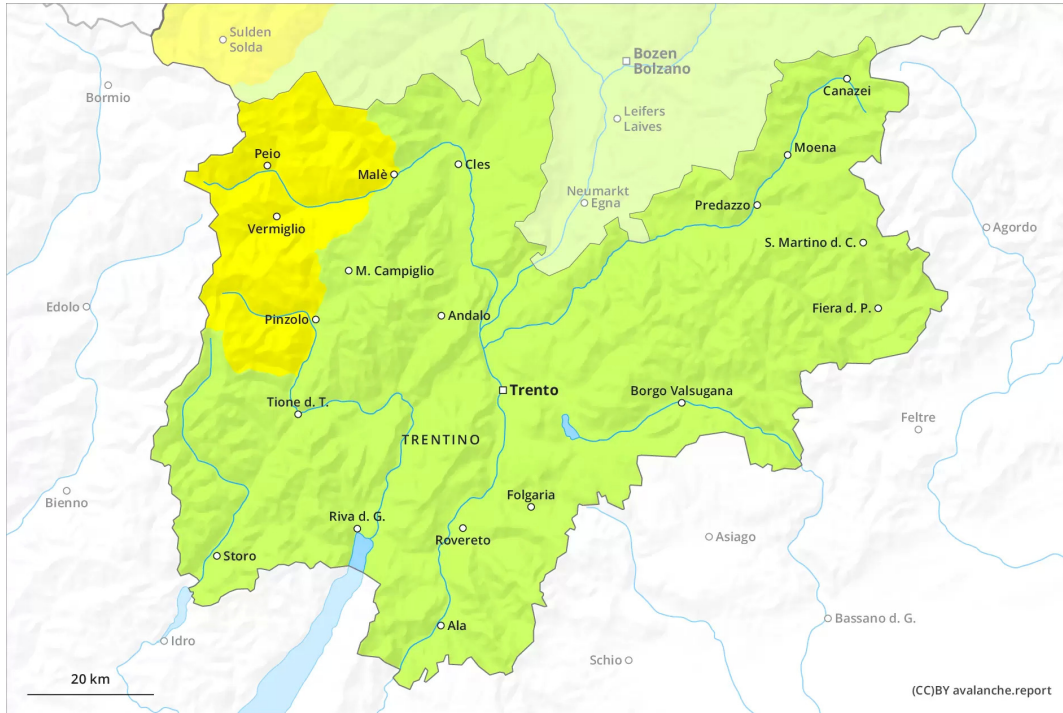 Sulden
Solda
Bozen
Bolzano
Bormio
Canazei
Leifers
Laives
Moena
Peio
Cles
Malè
Neumarkt
Egna
Predazzo
Vermiglio
Agordo
S. Martino d. C.
M. Campiglio
Edolo
Fiera d. P.
Pinzolo
Andalo
Trento
Borgo Valsugana
Tione d. T.
Feltre
TRENTINO
Bienno
Folgaria
Riva d. G.
Rovereto
Asiago
Storo
Bassano d. G.
Ala
Idro
Schio
20 km
(CC)BY avalanche.report